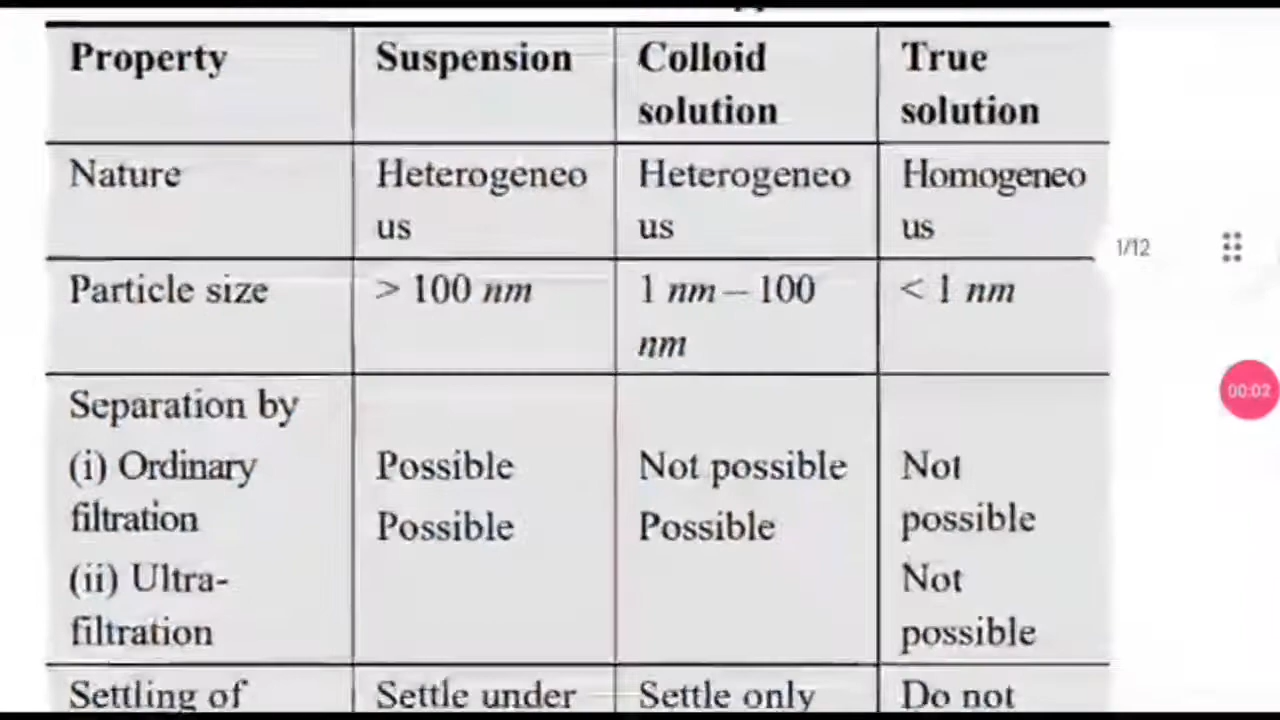 Property Suspension Colloid solution True solution
Nature Heterogeneo us Heterogeneo us Homogeneo us
Particle size > 100 nm 1 nm – 100 nm < 1 nm
Separation by
(i) Ordinary filtration Possible Not possible Not possible
(ii) Ultra-filtration Possible Possible Not possible
Settling of Settle under Settle only Do not
1/12
00:02